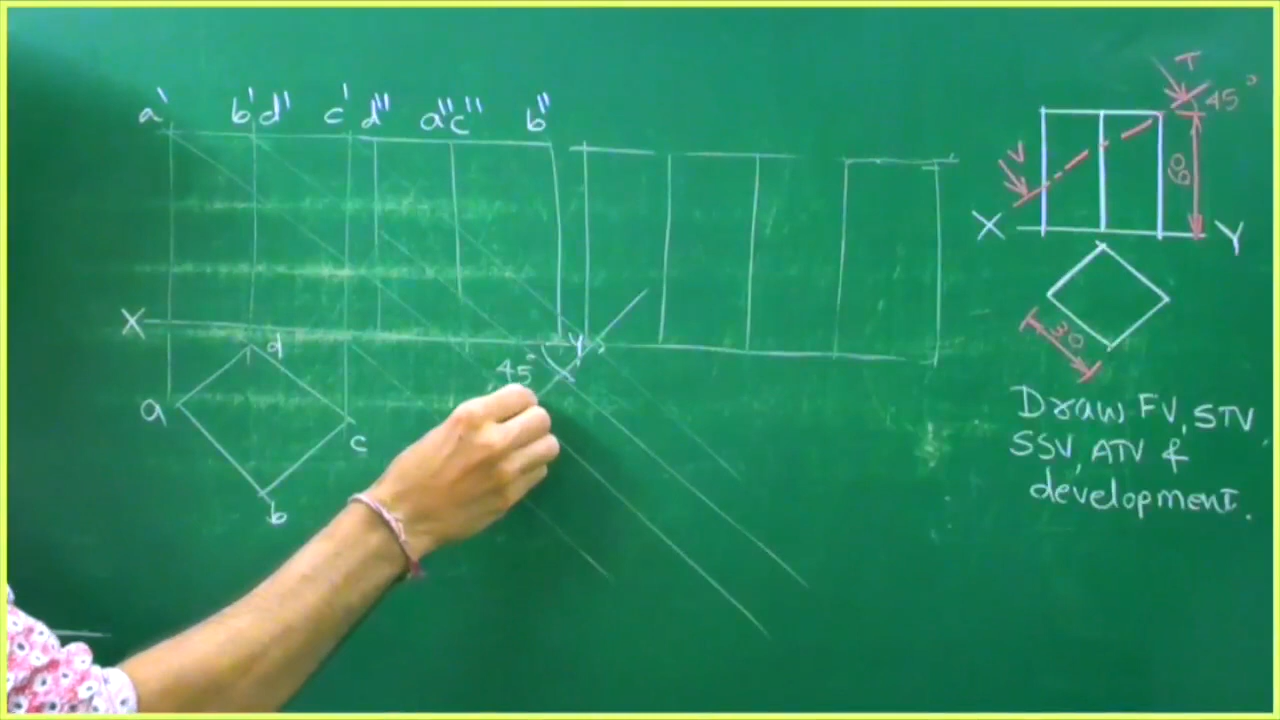 a' b'd' c' d" a"c" b"
X
Y
45°
a
d
c
b
T
45°
V
60
X
Y
30
Draw FV, STV,
SSV, ATV &
development.